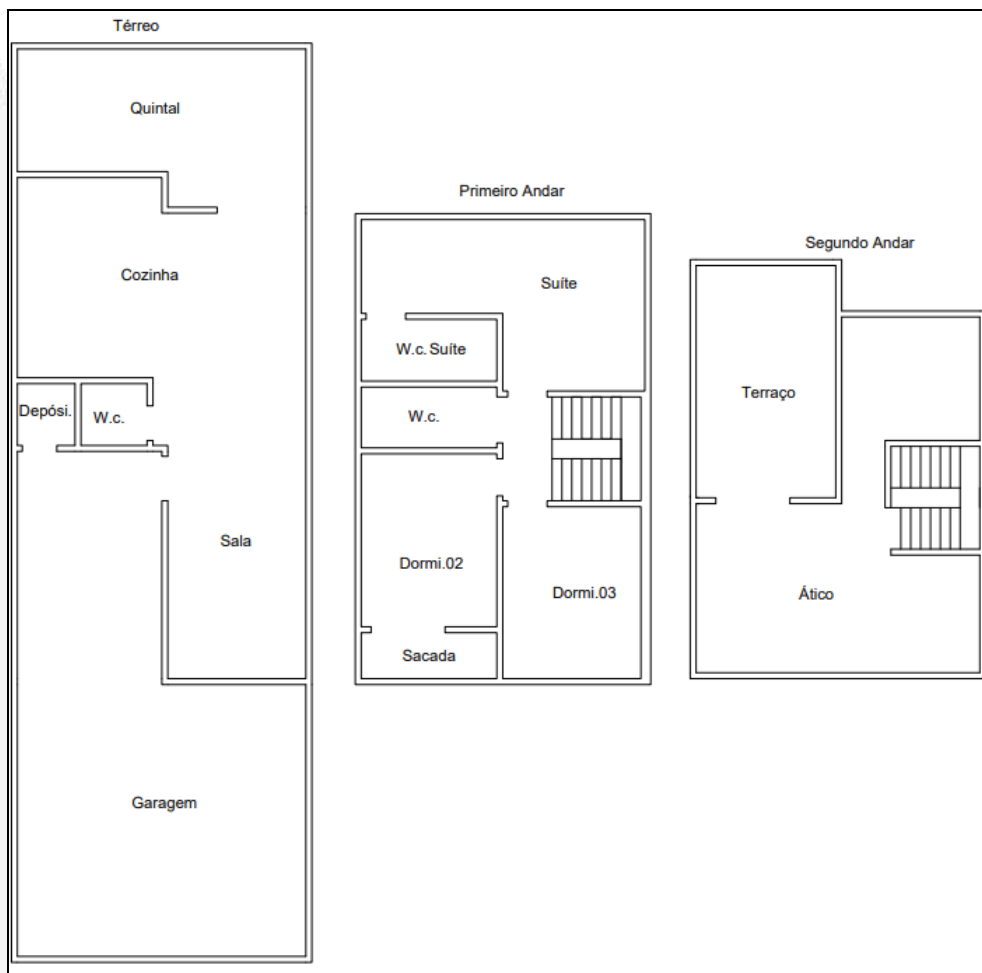 Térreo
Quintal
Cozinha
Depósi.
W.c.
Sala
Garagem
Primeiro Andar
Suíte
W.c. Suíte
W.c.
Dormi.02
Dormi.03
Sacada
Segundo Andar
Terraço
Ático